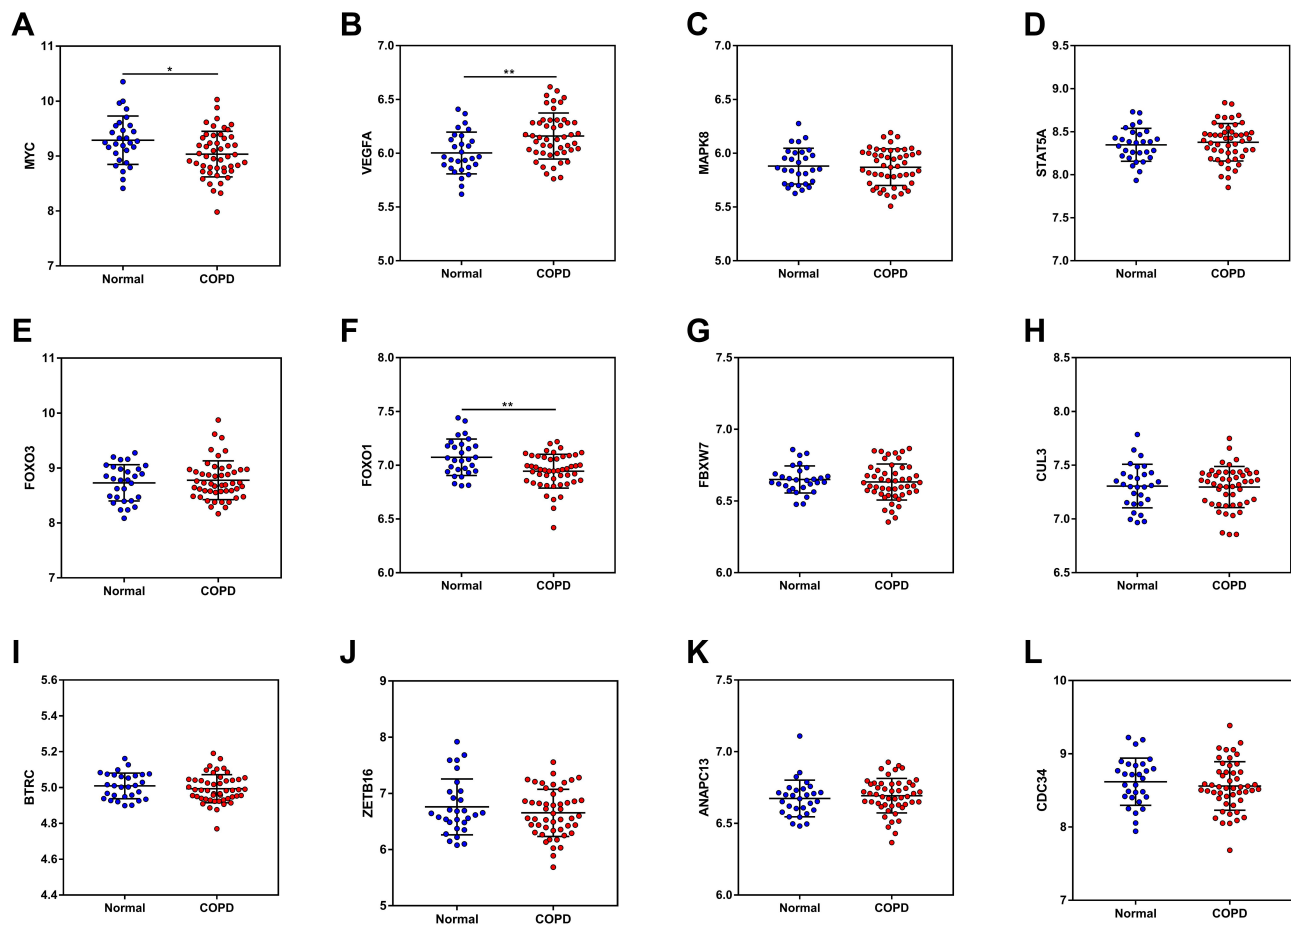 A
B
C
D
11
10
9
8
7
MYC
*
Normal
COPD
7.0
6.5
6.0
5.5
5.0
VEGFA
**
Normal
COPD
7.0
6.5
6.0
5.5
5.0
MAPK8
Normal
COPD
9.5
9.0
8.5
8.0
7.5
7.0
STAT5A
Normal
COPD
E
F
G
H
11
10
9
8
7
FOXO3
Normal
COPD
8.0
7.5
7.0
6.5
6.0
FOXO1
**
Normal
COPD
7.5
7.0
6.5
6.0
FBXW7
Normal
COPD
8.5
8.0
7.5
7.0
6.5
CUL3
Normal
COPD
I
J
K
L
5.6
5.4
5.2
5.0
4.8
4.6
4.4
BTRC
Normal
COPD
9
8
7
6
5
ZETB16
Normal
COPD
7.5
7.0
6.5
6.0
ANAPC13
Normal
COPD
10
9
8
7
CDC34
Normal
COPD